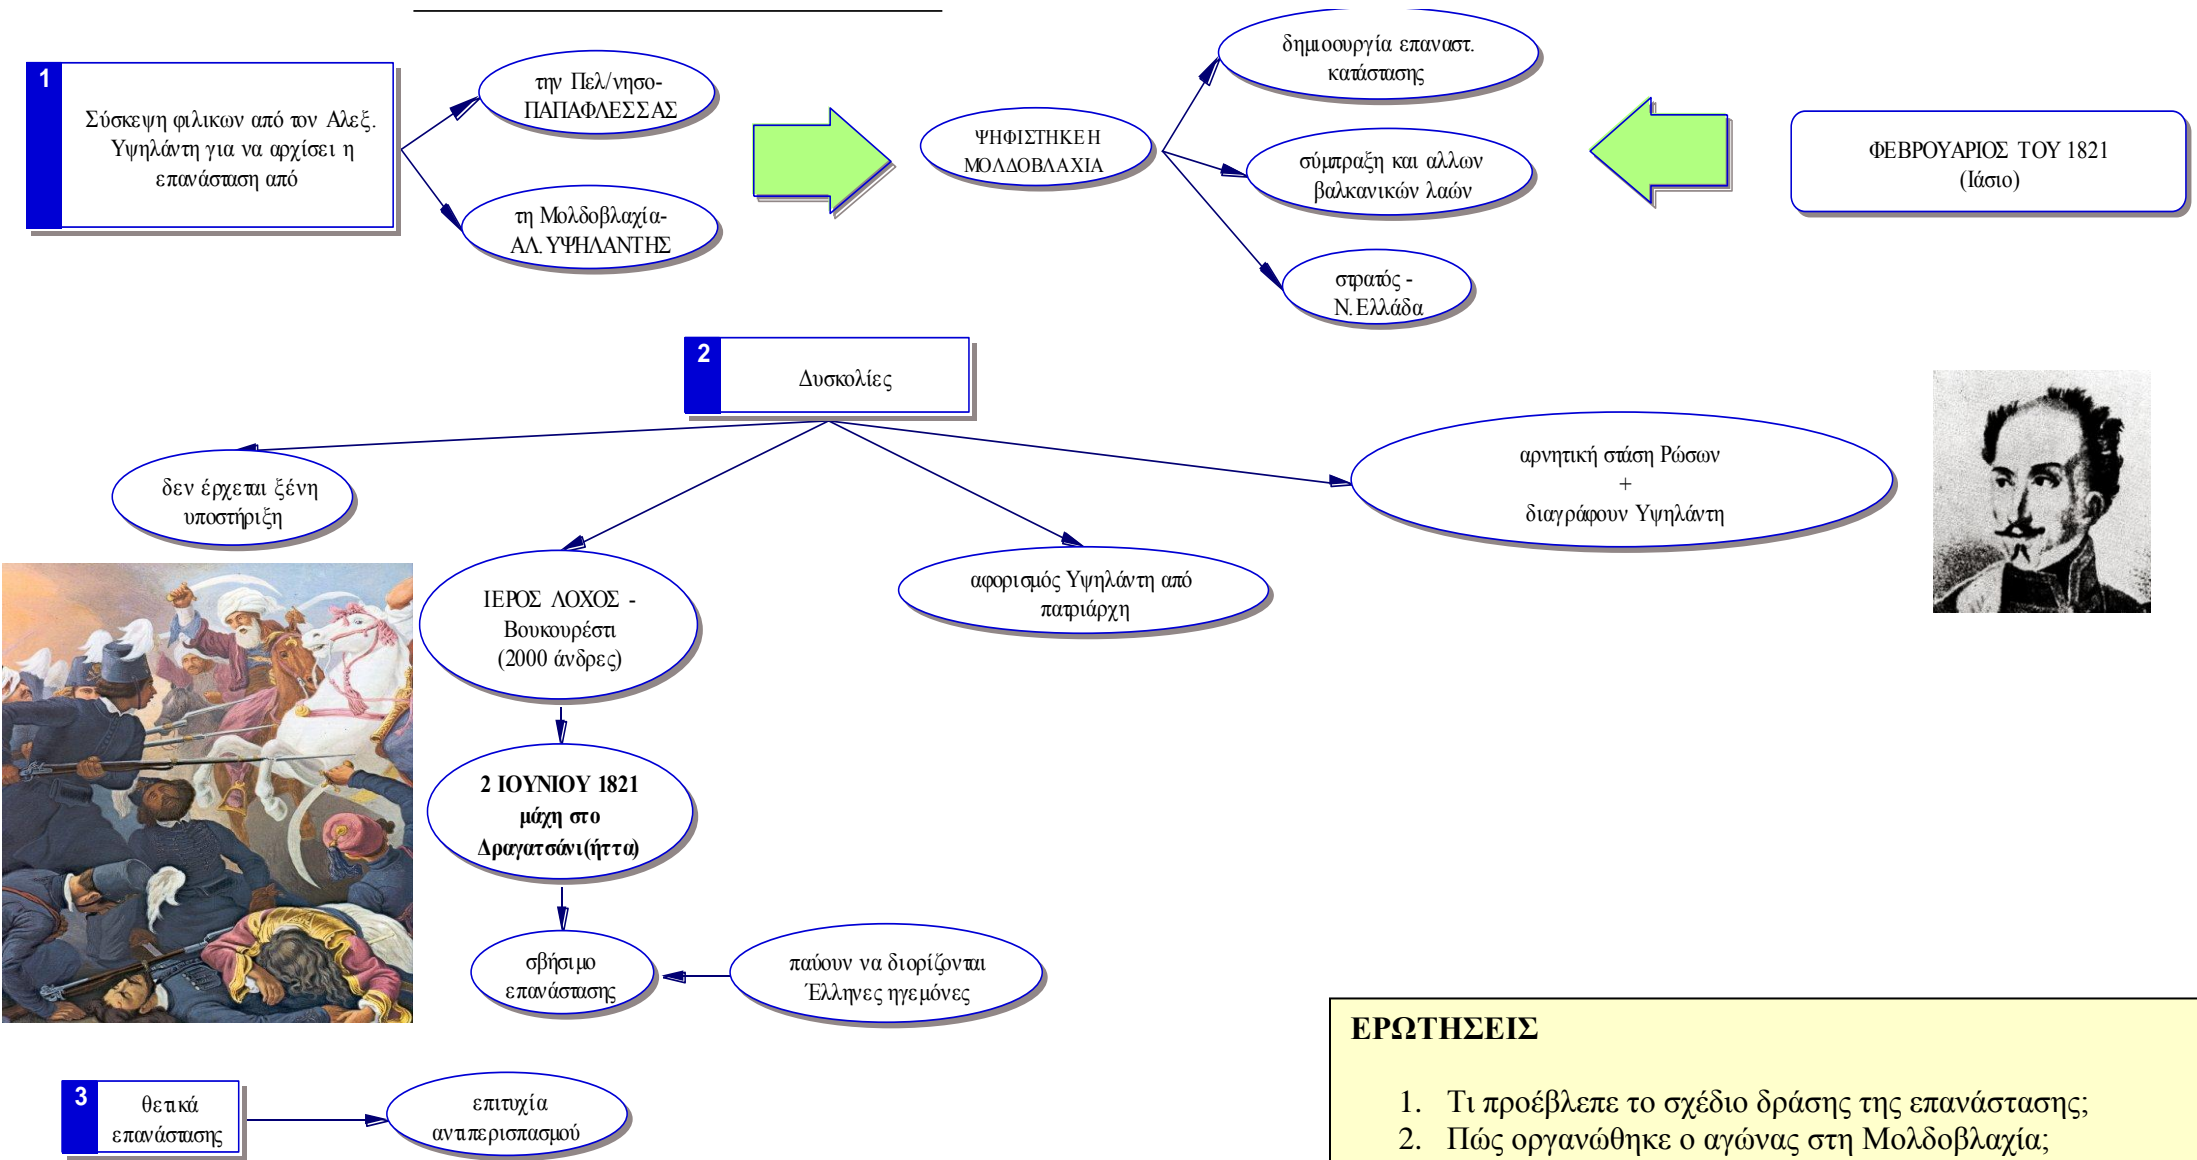 1
Σύσκεψη φιλικων από τον Αλεξ.
Υψηλάντη για να αρχίσει η
επανάσταση από
την Πελ/νησο-
ΠΑΠΑΦΛΕΣΣΑΣ
τη Μολδοβλαχία-
ΑΛ. ΥΨΗΛΑΝΤΗΣ
ΨΗΦΙΣΤΗΚΕ Η
ΜΟΛΔΟΒΛΑΧΙΑ
δημιοουργία επαναστ.
κατάστασης
σύμπραξη και αλλων
βαλκανικών λαών
στρατός -
Ν. Ελλάδα
ΦΕΒΡΟΥΑΡΙΟΣ ΤΟΥ 1821
(Ιάσιο)
2
Δυσκολίες
δεν έρχεται ξένη
υποστήριξη
ΙΕΡΟΣ ΛΟΧΟΣ -
Βουκουρέστι
(2000 άνδρες)
αφορισμός Υψηλάντη από
πατριάρχη
αρνητική στάση Ρώσων
+
διαγράφουν Υψηλάντη
2 ΙΟΥΝΙΟΥ 1821
μάχη στο
Δραγατσάνι(ήττα)
σβήσιμο
επανάστασης
παύουν να διορίζονται
Έλληνες ηγεμόνες
3
θετικά
επανάστασης
επιτυχία
αντιπερισπασμού
ΕΡΩΤΗΣΕΙΣ
1. Τι προέβλεπε το σχέδιο δράσης της επανάστασης;
2. Πώς οργανώθηκε ο αγώνας στη Μολδοβλαχία;